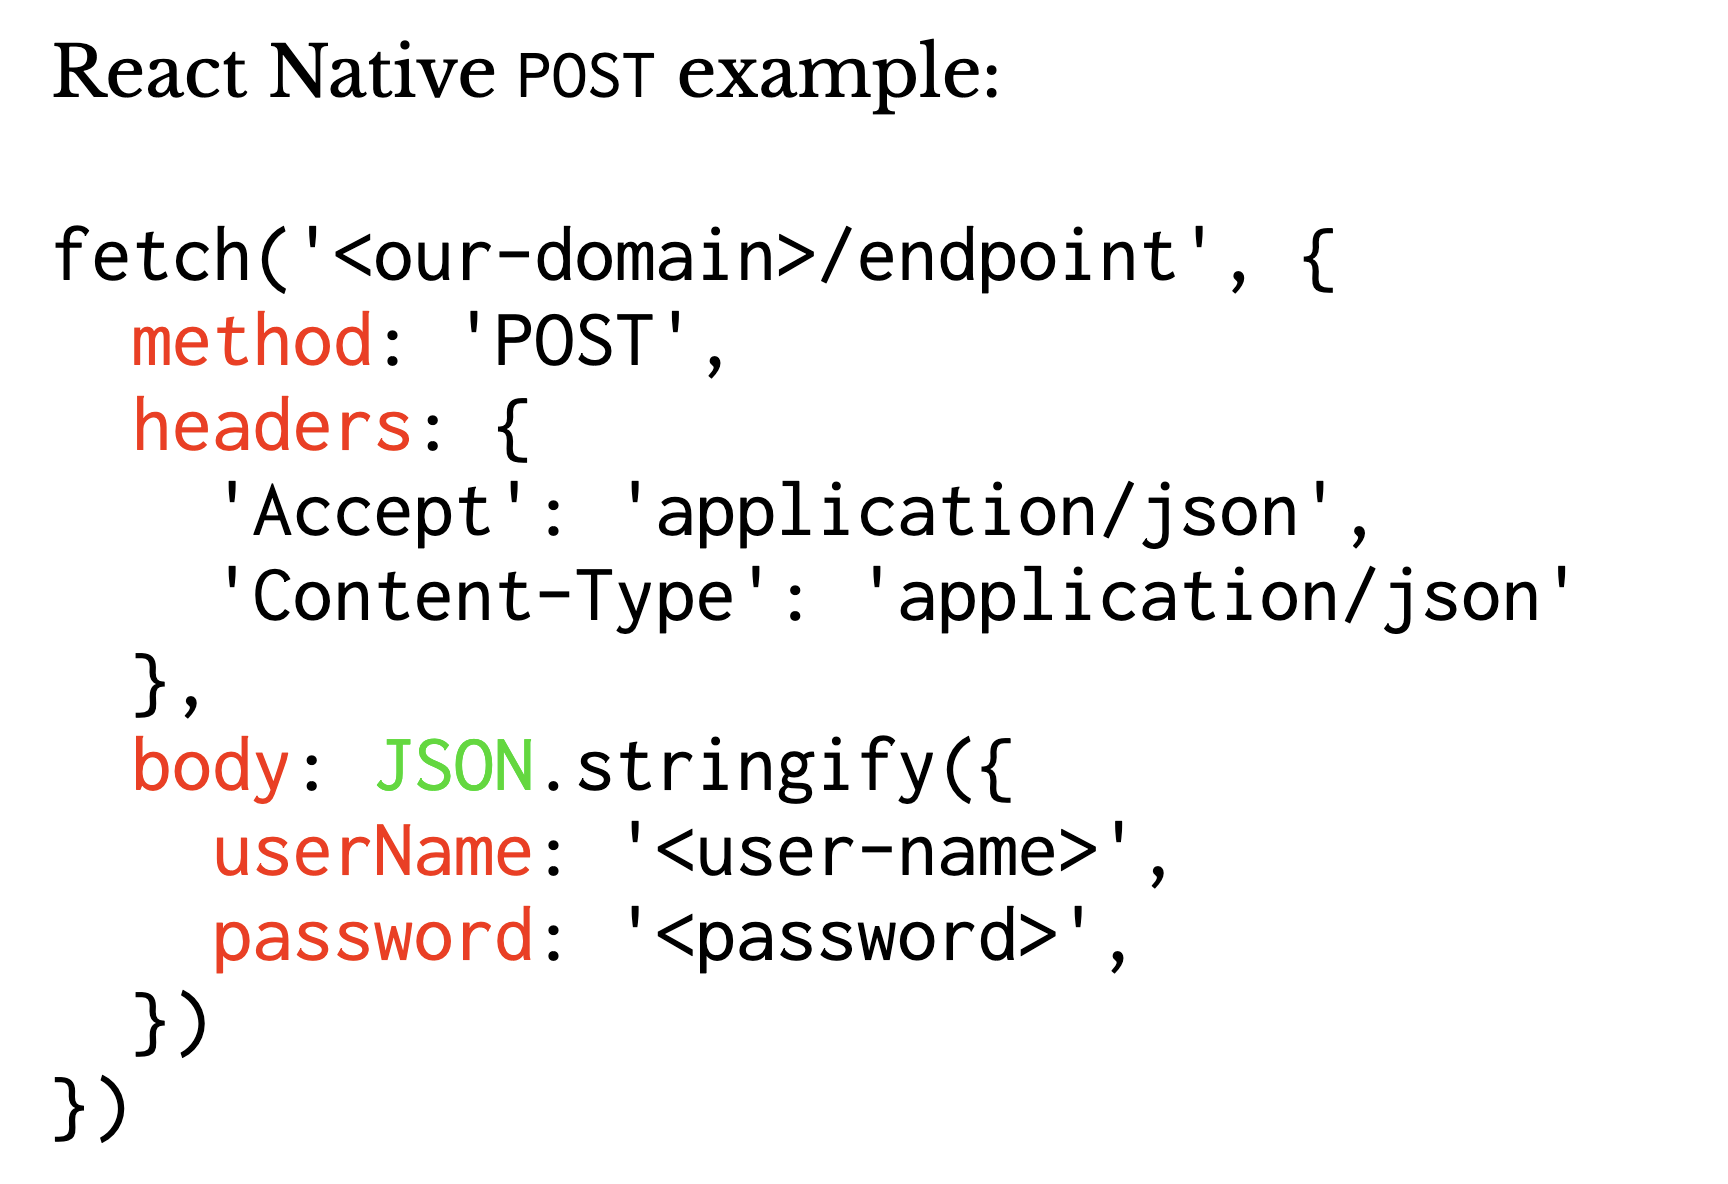 React Native POST example:
fetch('<our-domain>/endpoint', {
  method: 'POST',
  headers: {
    'Accept': 'application/json',
    'Content-Type': 'application/json'
  },
  body: JSON.stringify({
    userName: '<user-name>',
    password: '<password>',
  })
})